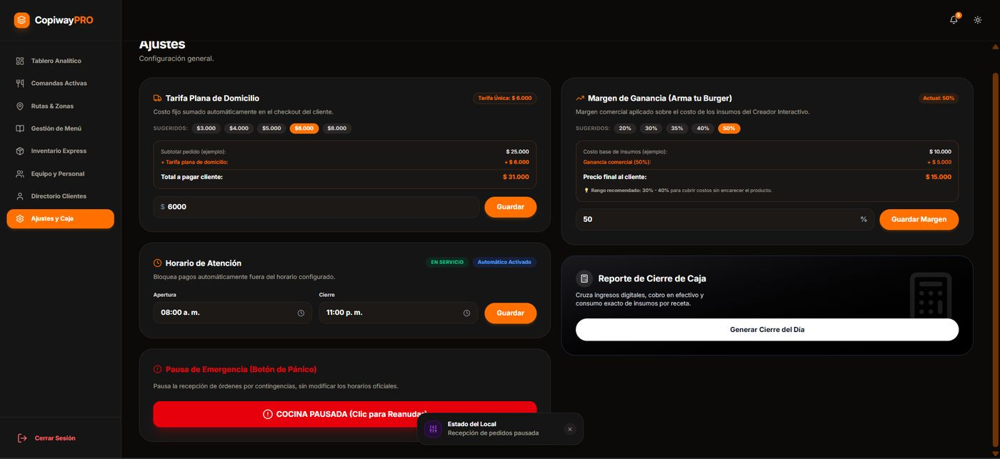 CopiwayPRO
3
Tablero Analítico
Comandas Activas
Rutas & Zonas
Gestión de Menú
Inventario Express
Equipo y Personal
Directorio Clientes
Ajustes y Caja
Cerrar Sesión
Ajustes
Configuración general.
Tarifa Plana de Domicilio
Tarifa Única: $ 6.000
Costo fijo sumado automáticamente en el checkout del cliente.
SUGERIDOS: $3.000 $4.000 $5.000 $6.000 $8.000
Subtotal pedido (ejemplo): $ 25.000
+ Tarifa plana de domicilio: + $ 6.000
Total a pagar cliente: $ 31.000
$ 6000
Guardar
Horario de Atención
EN SERVICIO
Automático Activado
Bloquea pagos automáticamente fuera del horario configurado.
Apertura
Cierre
08:00 a. m.
11:00 p. m.
Guardar
Pausa de Emergencia (Botón de Pánico)
Pausa la recepción de órdenes por contingencias, sin modificar los horarios oficiales.
COCINA PAUSADA (Clic para Reanudar)
Margen de Ganancia (Arma tu Burger)
Actual: 50%
Margen comercial aplicado sobre el costo de los insumos del Creador Interactivo.
SUGERIDOS: 20% 30% 35% 40% 50%
Costo base de insumos (ejemplo): $ 10.000
Ganancia comercial (50%): + $ 5.000
Precio final al cliente: $ 15.000
💡 Rango recomendado: 30% - 40% para cubrir costos sin encarecer el producto.
50 %
Guardar Margen
Reporte de Cierre de Caja
Cruza ingresos digitales, cobro en efectivo y
consumo exacto de insumos por receta.
Generar Cierre del Día
Estado del Local
Recepción de pedidos pausada